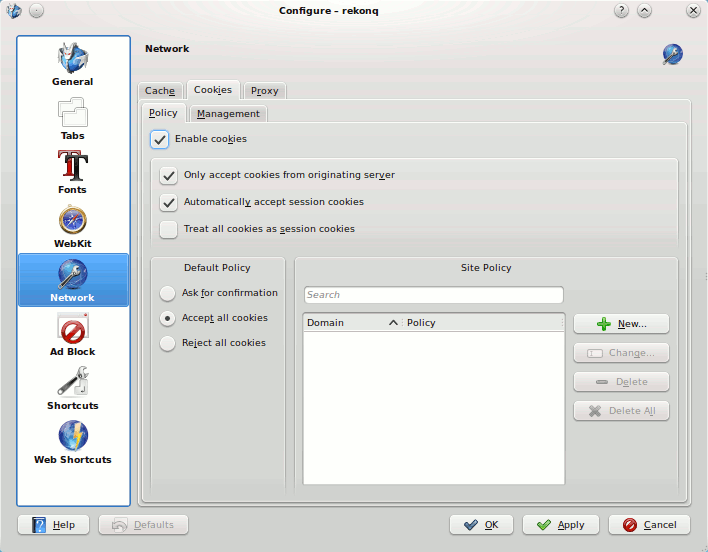 Configure – rekonq
General
Tabs
Fonts
WebKit
Network
Ad Block
Shortcuts
Web Shortcuts
Network
Cache
Cookies
Proxy
Policy
Management
Enable cookies
Only accept cookies from originating server
Automatically accept session cookies
Treat all cookies as session cookies
Default Policy
Ask for confirmation
Accept all cookies
Reject all cookies
Site Policy
Search
Domain
Policy
New...
Change...
Delete
Delete All
Help
Defaults
OK
Apply
Cancel